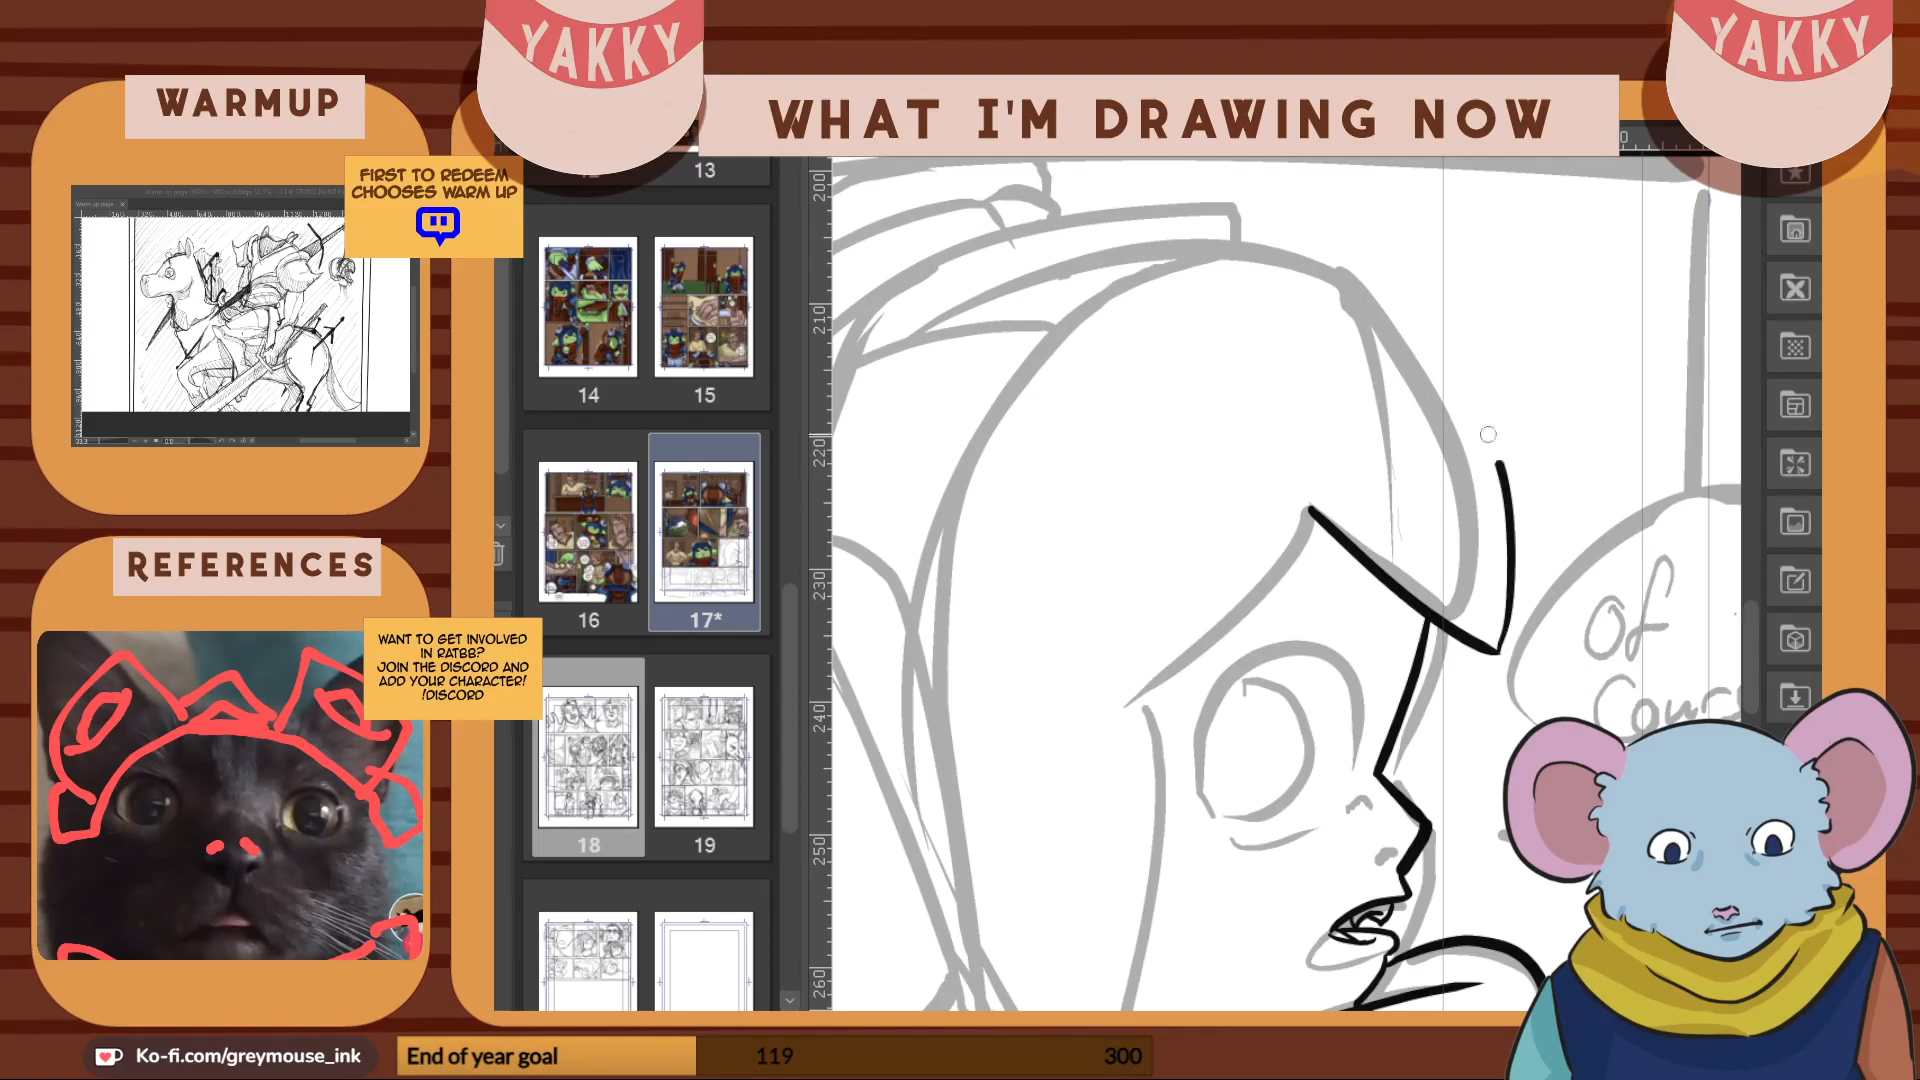 YAKKY
YAKKY
WARMUP
WHAT I'M DRAWING NOW
FIRST TO REDEEM
CHOOSES WARM UP
13
14
15
16
17*
18
19
200
210
220
230
240
250
260
Of
REFERENCES
WANT TO GET INVOLVED
IN RAT88?
JOIN THE DISCORD AND
ADD YOUR CHARACTER!
!DISCORD
Ko-fi.com/greymouse_ink
End of year goal
119
300